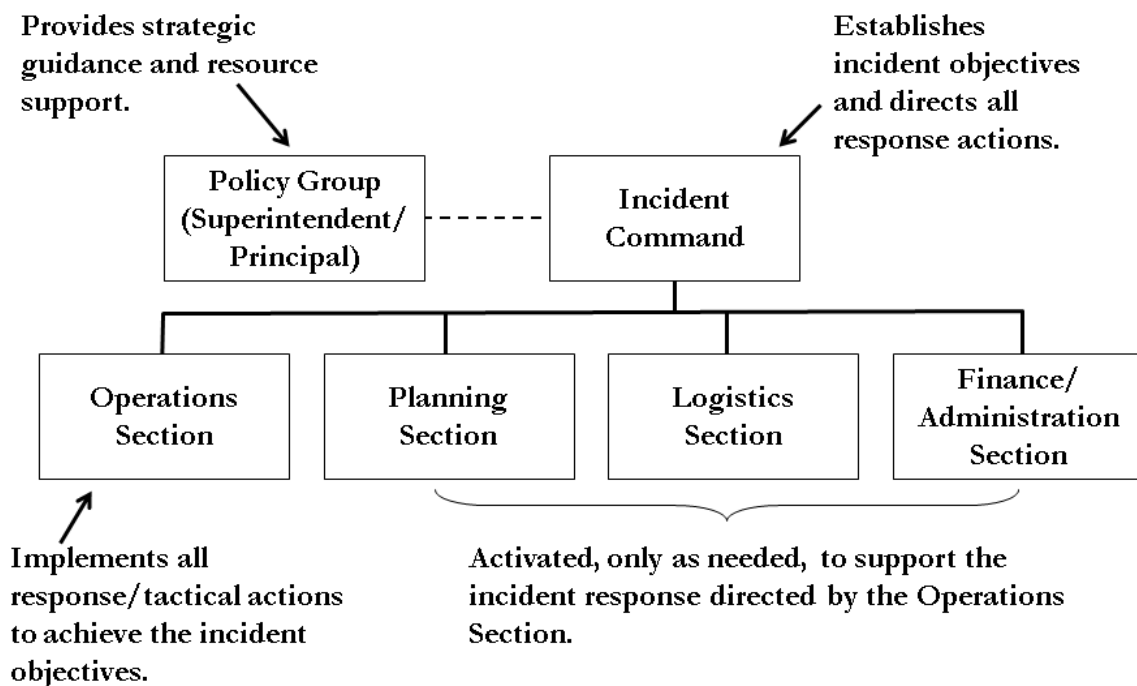 Provides strategic
guidance and resource
support.
Establishes
incident objectives
and directs all
response actions.
Policy Group
(Superintendent/
Principal)
Incident
Command
Operations
Section
Planning
Section
Logistics
Section
Finance/
Administration
Section
Implements all
response/tactical actions
to achieve the incident
objectives.
Activated, only as needed, to support the
incident response directed by the Operations
Section.